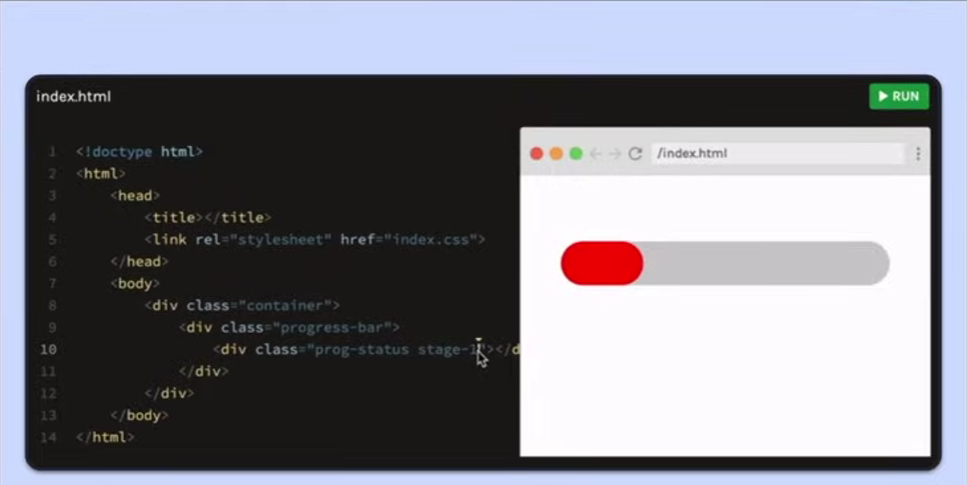 index.html
RUN
1 <!doctype html>
2 <html>
3 <head>
4 <title></title>
5 <link rel="stylesheet" href="index.css">
6 </head>
7 <body>
8 <div class="container">
9 <div class="progress-bar">
10 <div class="prog-status stage-1"></d
11 </div>
12 </div>
13 </body>
14 </html>
/index.html